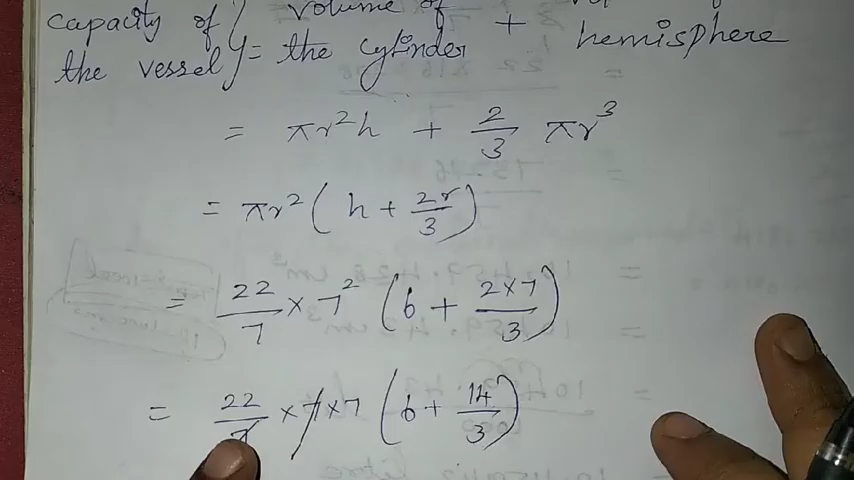 capacity of } volume of
the vessel } = the cylinder + hemisphere
= πr²h + 2/3 πr³
= πr² ( h + 2r/3 )
= 22/7 × 7² ( 6 + 2×7/3 )
= 22/7 × 7 × 7 ( 6 + 14/3 )